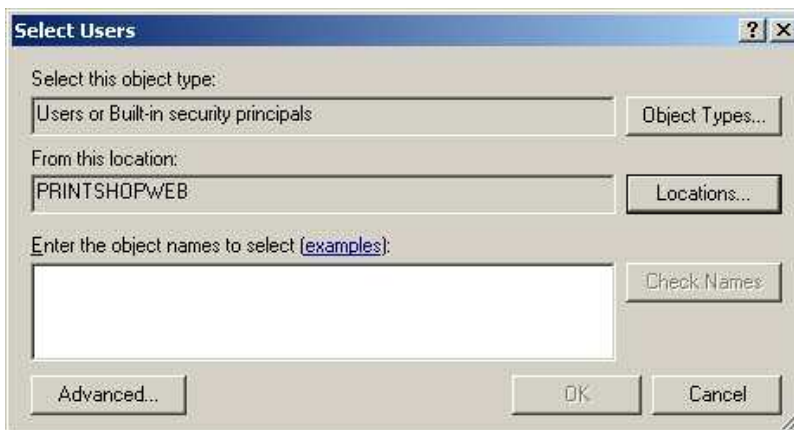 Select Users
Select this object type:
Users or Built-in security principals
Object Types...
From this location:
PRINTSHOPWEB
Locations...
Enter the object names to select (examples):
Check Names
Advanced...
OK
Cancel